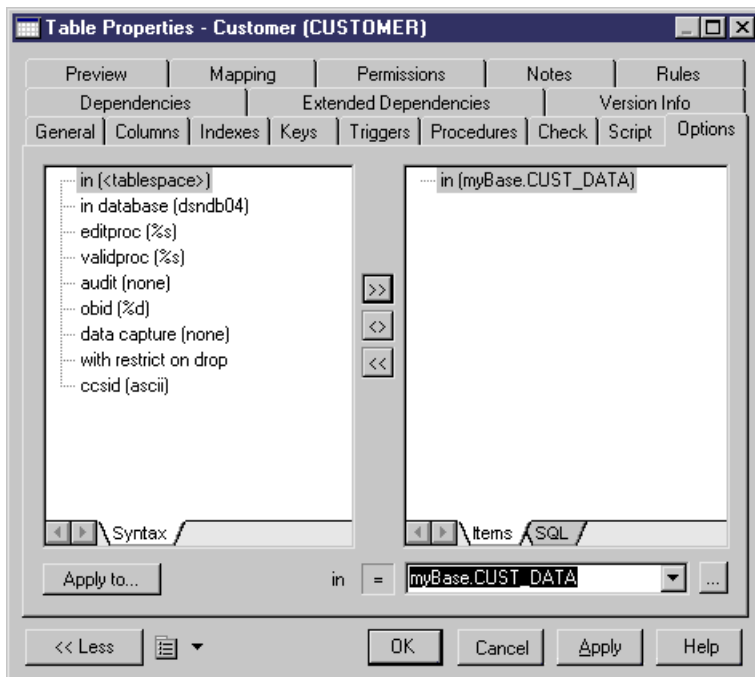 Table Properties - Customer (CUSTOMER)
Preview Mapping Permissions Notes Rules
Dependencies Extended Dependencies Version Info
General Columns Indexes Keys Triggers Procedures Check Script Options
in (<tablespace>)
in database (dsndb04)
editproc (%s)
validproc (%s)
audit (none)
obid (%d)
data capture (none)
with restrict on drop
ccsid (ascii)
>>
<>
<<
in (myBase.CUST_DATA)
Syntax
Items SQL
Apply to... in = myBase.CUST_DATA ...
<< Less OK Cancel Apply Help